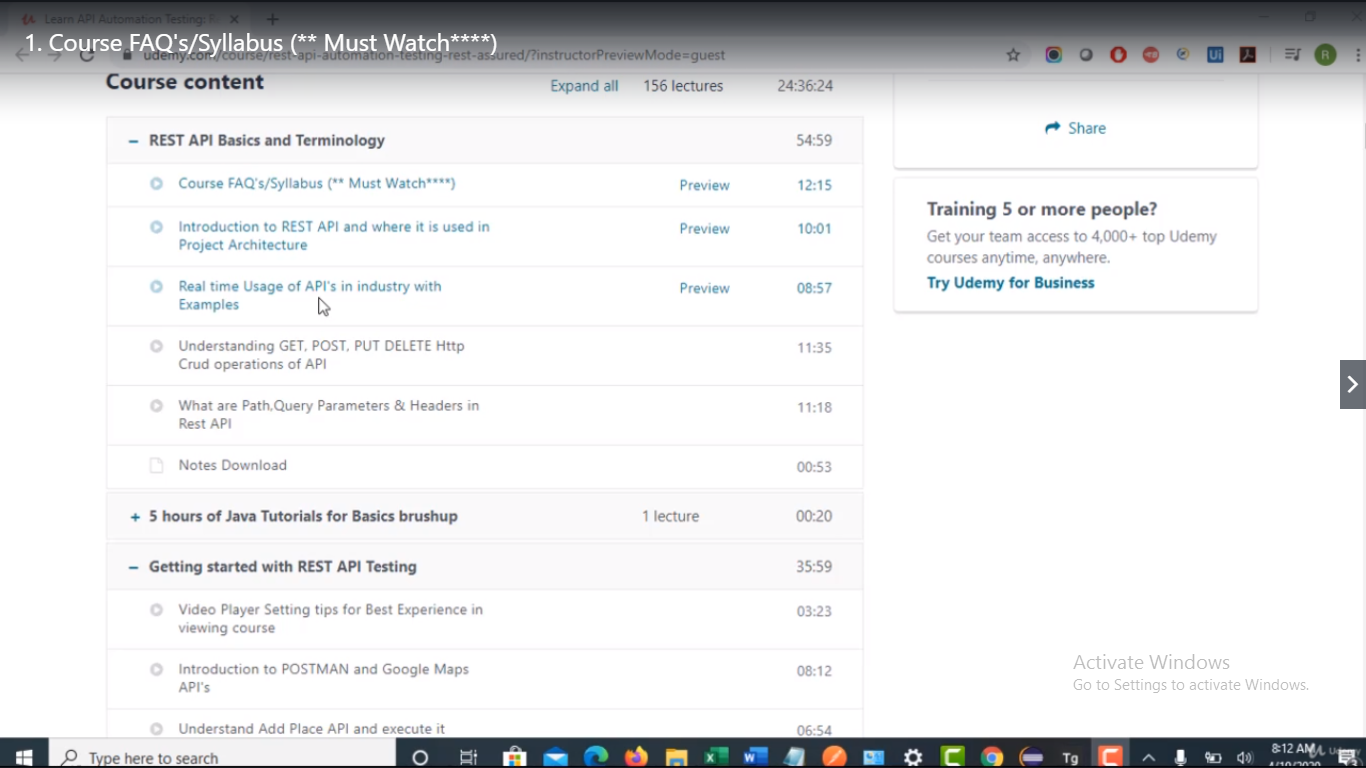 Learn API Automation Testing: R
1. Course FAQ's/Syllabus (** Must Watch****)
udemy.com/course/rest-api-automation-testing-rest-assured/?instructorPreviewMode=guest
R
Course content
Expand all 156 lectures 24:36:24
REST API Basics and Terminology 54:59
Course FAQ's/Syllabus (** Must Watch****) Preview 12:15
Introduction to REST API and where it is used in
Project Architecture
Preview 10:01
Real time Usage of API's in industry with
Examples
Preview 08:57
Understanding GET, POST, PUT DELETE Http
Crud operations of API
11:35
What are Path,Query Parameters & Headers in
Rest API
11:18
Notes Download 00:53
5 hours of Java Tutorials for Basics brushup 1 lecture 00:20
Getting started with REST API Testing 35:59
Video Player Setting tips for Best Experience in
viewing course
03:23
Introduction to POSTMAN and Google Maps
API's
08:12
Understand Add Place API and execute it 06:54
Share
Training 5 or more people?
Get your team access to 4,000+ top Udemy
courses anytime, anywhere.
Try Udemy for Business
Activate Windows
Go to Settings to activate Windows.
Type here to search
Tg
8:12 AM